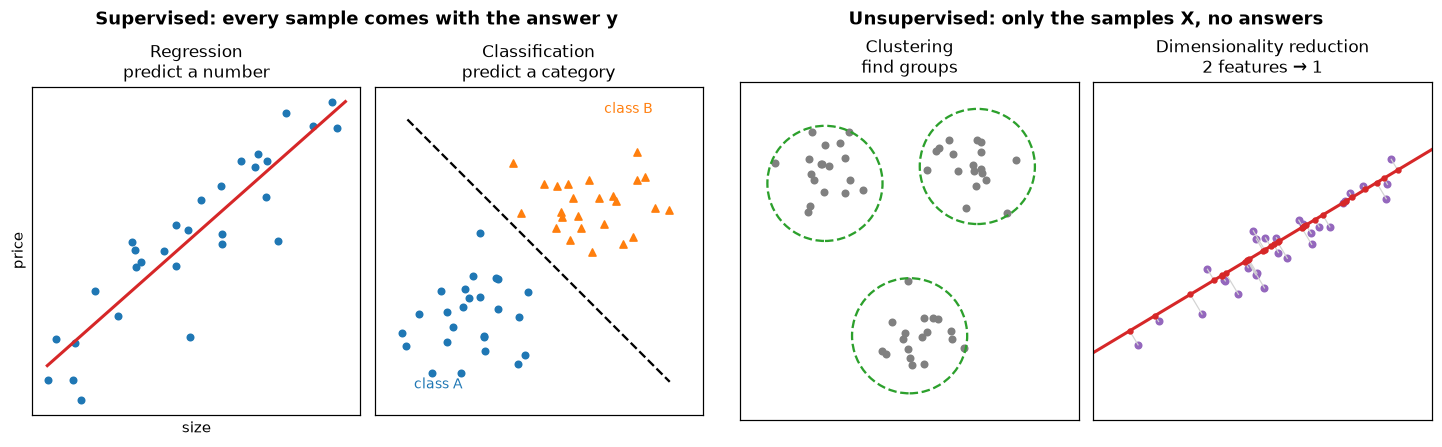 Supervised: every sample comes with the answer y
Regression
predict a number
price
size
Classification
predict a category
class B
class A
Unsupervised: only the samples X, no answers
Clustering
find groups
Dimensionality reduction
2 features → 1